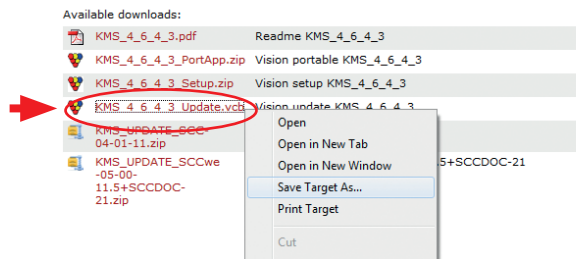 Available downloads:
KMS_4_6_4_3.pdf Readme KMS_4_6_4_3
KMS_4_6_4_3_PortApp.zip Vision portable KMS_4_6_4_3
KMS_4_6_4_3_Setup.zip Vision setup KMS_4_6_4_3
KMS_4_6_4_3_Update.vcb Vision update KMS_4_6_4_3
KMS_UPDATE_SCC-
04-01-11.zip
KMS_UPDATE_SCCwe
-05-00-
11.5+SCCDOC-
21.zip
.5+SCCDOC-21
Open
Open in New Tab
Open in New Window
Save Target As...
Print Target
Cut